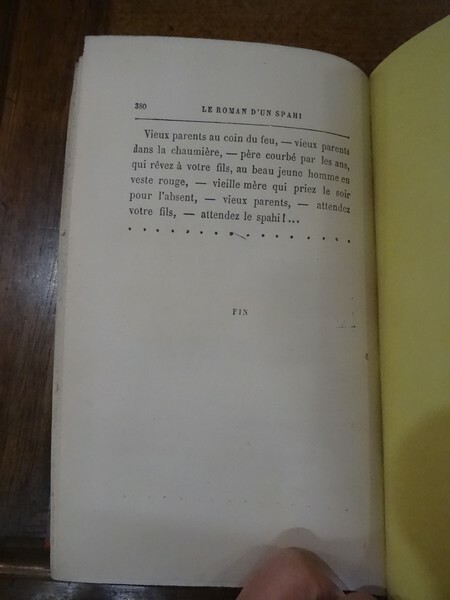 380 LE ROMAN D'UN SPAHI
Vieux parents au coin du feu, — vieux parents
dans la chaumière, — père courbé par les ans,
qui rêvez à votre fils, au beau jeune homme en
veste rouge, — vieille mère qui priez le soir
pour l'absent, — vieux parents, — attendez
votre fils, — attendez le spahi!...
. . . . . . . . . . . . . . . .
FIN